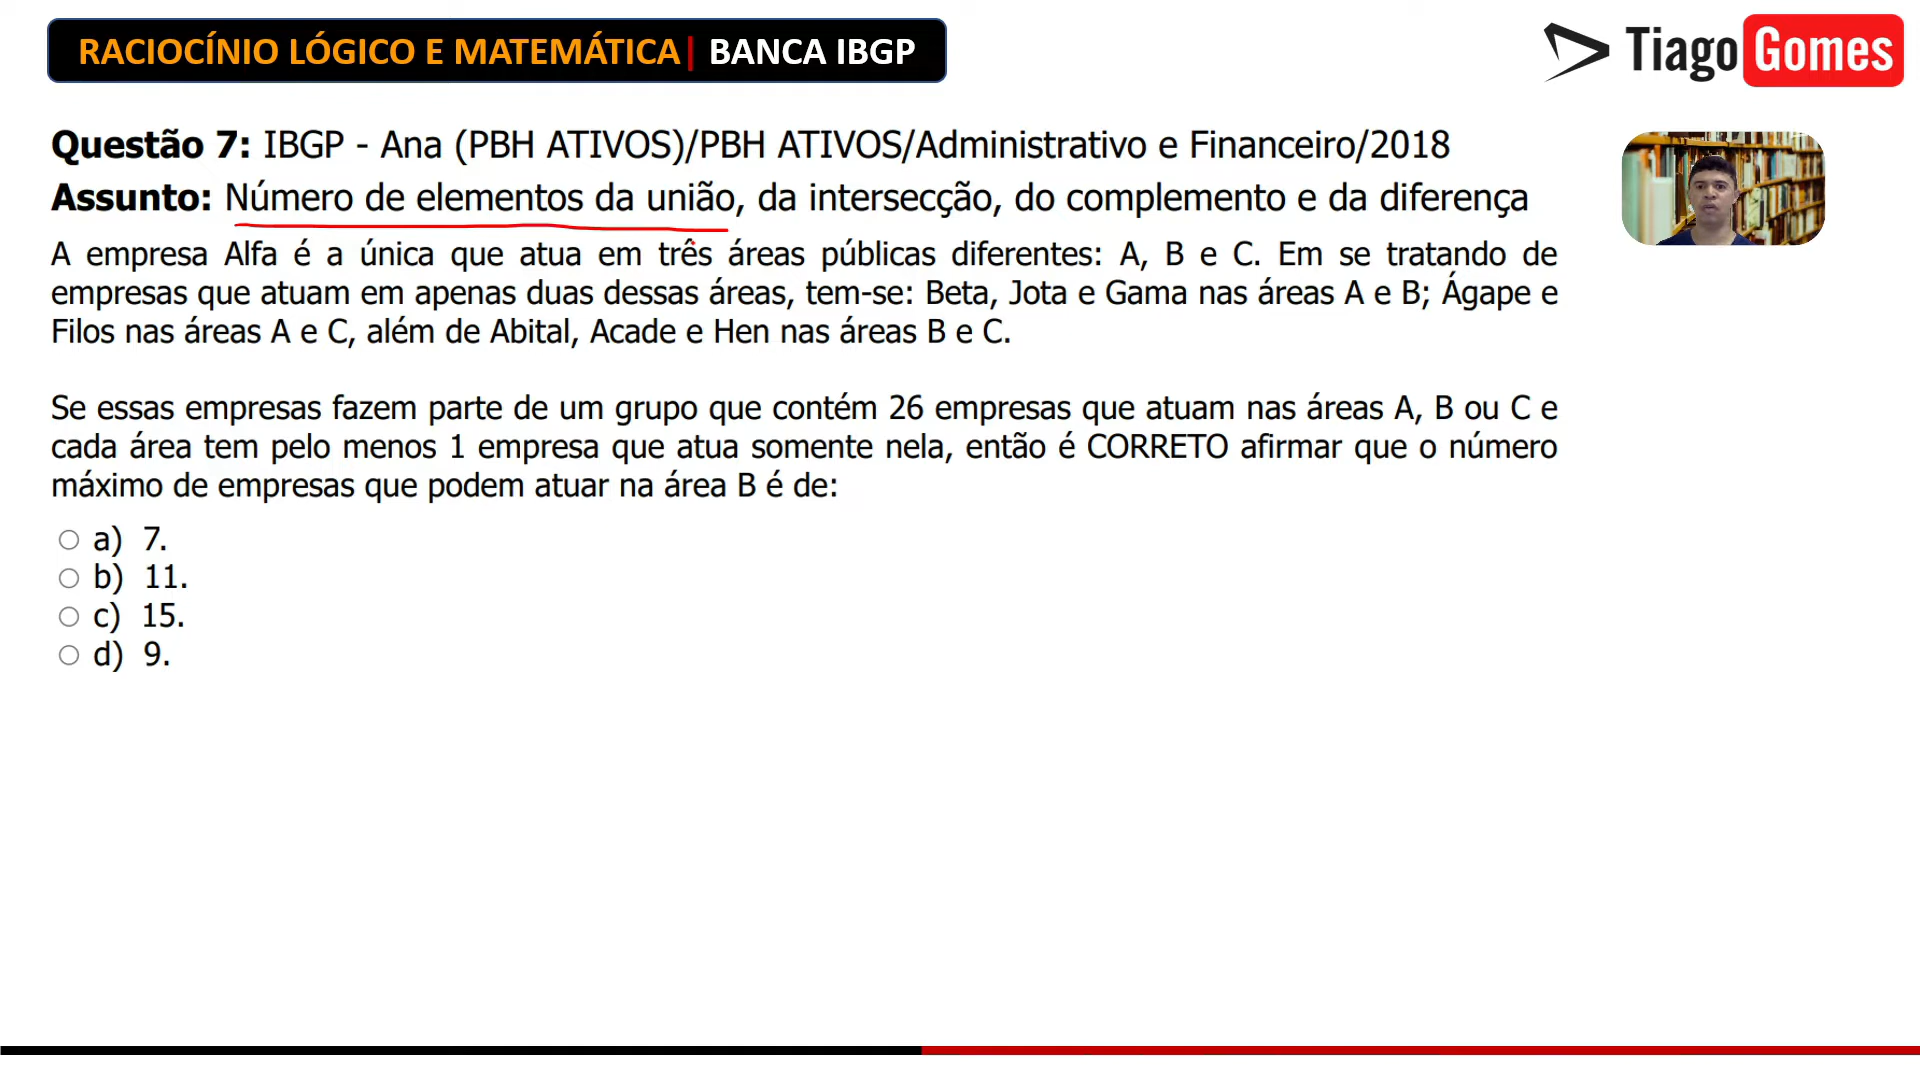 RACIOCÍNIO LÓGICO E MATEMÁTICA| BANCA IBGP
Tiago Gomes
Questão 7: IBGP - Ana (PBH ATIVOS)/PBH ATIVOS/Administrativo e Financeiro/2018
Assunto: Número de elementos da união, da intersecção, do complemento e da diferença
A empresa Alfa é a única que atua em três áreas públicas diferentes: A, B e C. Em se tratando de
empresas que atuam em apenas duas dessas áreas, tem-se: Beta, Jota e Gama nas áreas A e B; Ágape e
Filos nas áreas A e C, além de Abital, Acade e Hen nas áreas B e C.
Se essas empresas fazem parte de um grupo que contém 26 empresas que atuam nas áreas A, B ou C e
cada área tem pelo menos 1 empresa que atua somente nela, então é CORRETO afirmar que o número
máximo de empresas que podem atuar na área B é de:
a) 7.
b) 11.
c) 15.
d) 9.